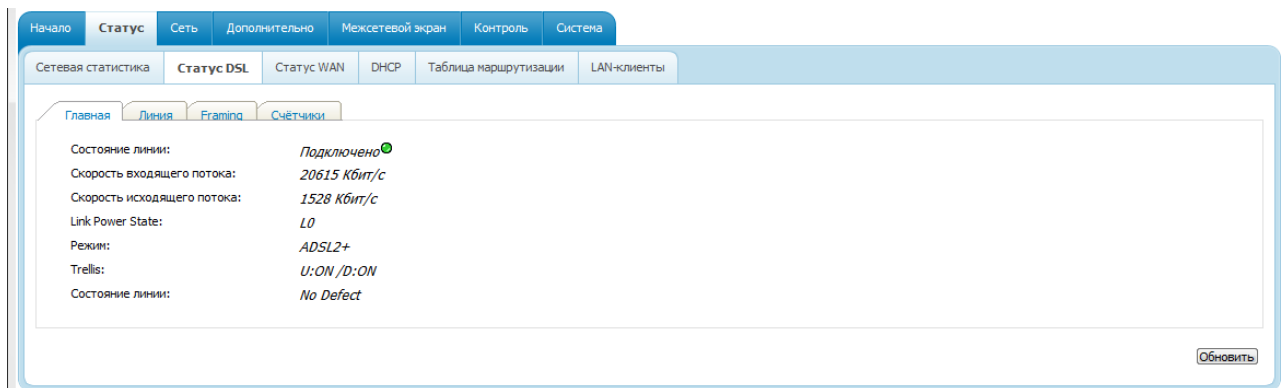 Начало Статус Сеть Дополнительно Межсетевой экран Контроль Система
Сетевая статистика Статус DSL Статус WAN DHCP Таблица маршрутизации LAN-клиенты
Главная Линия Framing Счётчики
Состояние линии: Подключено
Скорость входящего потока: 20615 Кбит/с
Скорость исходящего потока: 1528 Кбит/с
Link Power State: L0
Режим: ADSL2+
Trellis: U:ON /D:ON
Состояние линии: No Defect
Обновить